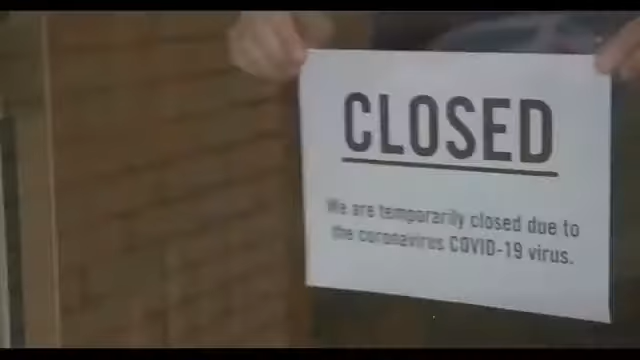 CLOSED
We are temporarily closed due to
the coronavirus COVID-19 virus.